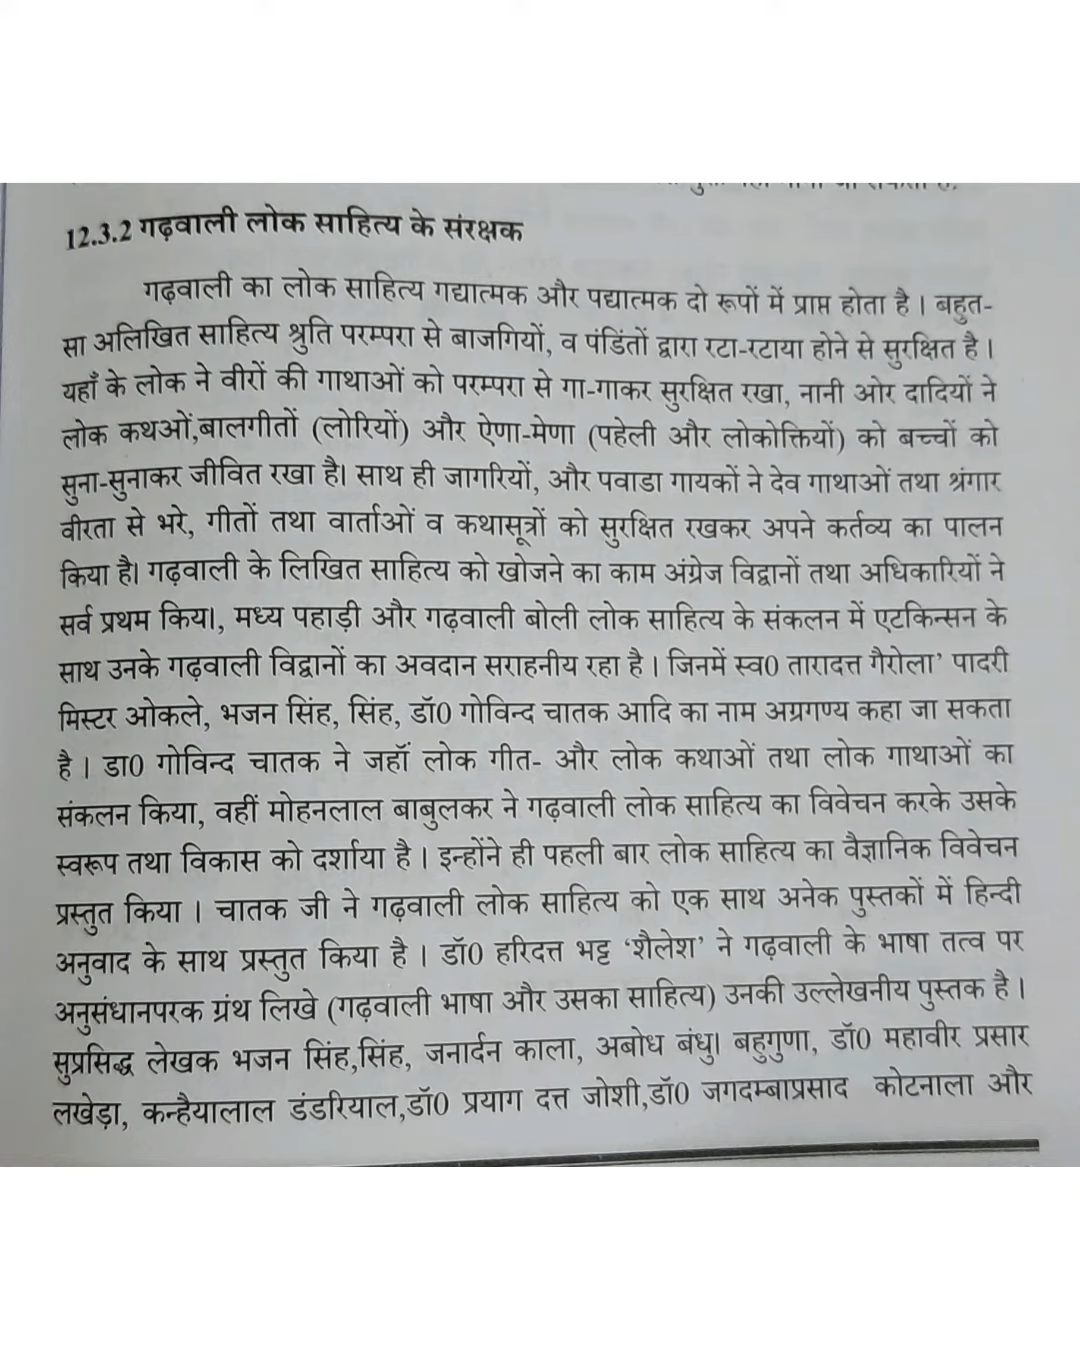 12.3.2 गढ़वाली लोक साहित्य के संरक्षक
गढ़वाली का लोक साहित्य गद्यात्मक और पद्यात्मक दो रूपों में प्राप्त होता है । बहुत-
सा अलिखित साहित्य श्रुति परम्परा से बाजगियों, व पंडिंतों द्वारा रटा-रटाया होने से सुरक्षित है ।
यहाँ के लोक ने वीरों की गाथाओं को परम्परा से गा-गाकर सुरक्षित रखा, नानी ओर दादियों ने
लोक कथओं,बालगीतों (लोरियों) और ऐणा-मेणा (पहेली और लोकोक्तियों) को बच्चों को
सुना-सुनाकर जीवित रखा है। साथ ही जागरियों, और पवाडा गायकों ने देव गाथाओं तथा श्रंगार
वीरता से भरे, गीतों तथा वार्ताओं व कथासूत्रों को सुरक्षित रखकर अपने कर्तव्य का पालन
किया है। गढ़वाली के लिखित साहित्य को खोजने का काम अंग्रेज विद्वानों तथा अधिकारियों ने
सर्व प्रथम किया, मध्य पहाड़ी और गढ़वाली बोली लोक साहित्य के संकलन में एटकिन्सन के
साथ उनके गढ़वाली विद्वानों का अवदान सराहनीय रहा है । जिनमें स्व0 तारादत्त गैरोला’ पादरी
मिस्टर ओकले, भजन सिंह, सिंह, डॉ0 गोविन्द चातक आदि का नाम अग्रगण्य कहा जा सकता
है । डा0 गोविन्द चातक ने जहॉं लोक गीत- और लोक कथाओं तथा लोक गाथाओं का
संकलन किया, वहीं मोहनलाल बाबुलकर ने गढ़वाली लोक साहित्य का विवेचन करके उसके
स्वरूप तथा विकास को दर्शाया है । इन्होंने ही पहली बार लोक साहित्य का वैज्ञानिक विवेचन
प्रस्तुत किया । चातक जी ने गढ़वाली लोक साहित्य को एक साथ अनेक पुस्तकों में हिन्दी
अनुवाद के साथ प्रस्तुत किया है । डॉ0 हरिदत्त भट्ट ‘शैलेश’ ने गढ़वाली के भाषा तत्व पर
अनुसंधानपरक ग्रंथ लिखे (गढ़वाली भाषा और उसका साहित्य) उनकी उल्लेखनीय पुस्तक है ।
सुप्रसिद्ध लेखक भजन सिंह,सिंह, जनार्दन काला, अबोध बंधु। बहुगुणा, डॉ0 महावीर प्रसार
लखेड़ा, कन्हैयालाल डंडरियाल,डॉ0 प्रयाग दत्त जोशी,डॉ0 जगदम्बाप्रसाद कोटनाला और